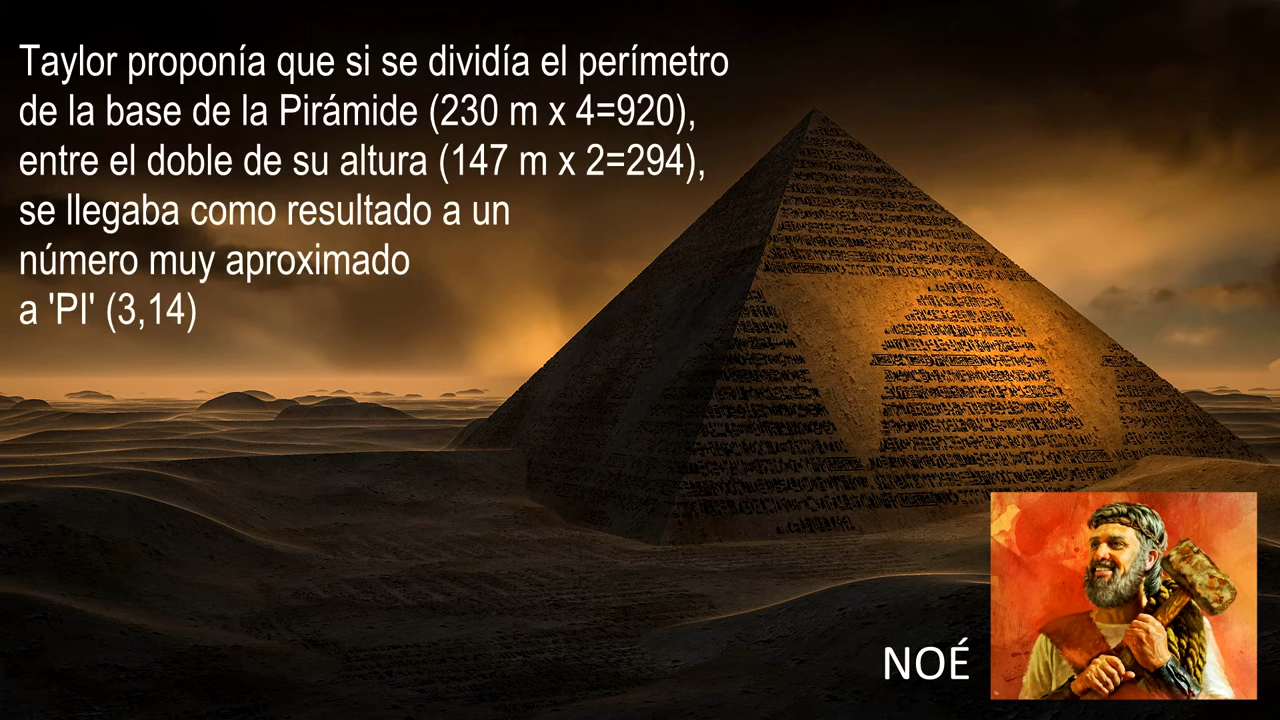 Taylor proponía que si se dividía el perímetro
de la base de la Pirámide (230 m x 4=920),
entre el doble de su altura (147 m x 2=294),
se llegaba como resultado a un
número muy aproximado
a 'PI' (3,14)
NOÉ